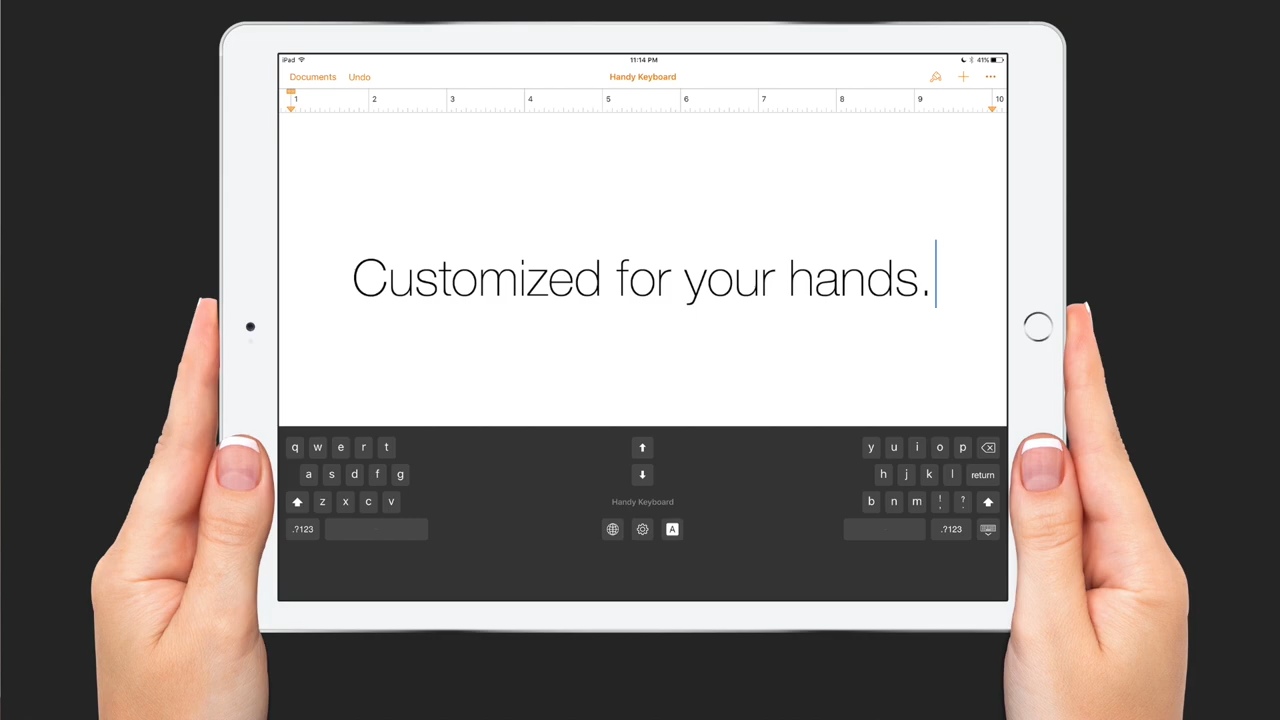 iPad 11:14 PM 41%
Documents Undo Handy Keyboard
1 2 3 4 5 6 7 8 9 10
Customized for your hands.
q w e r t y u i o p
a s d f g h j k l return
Handy Keyboard
z x c v b n m ! , ? .
.?123 A .?123